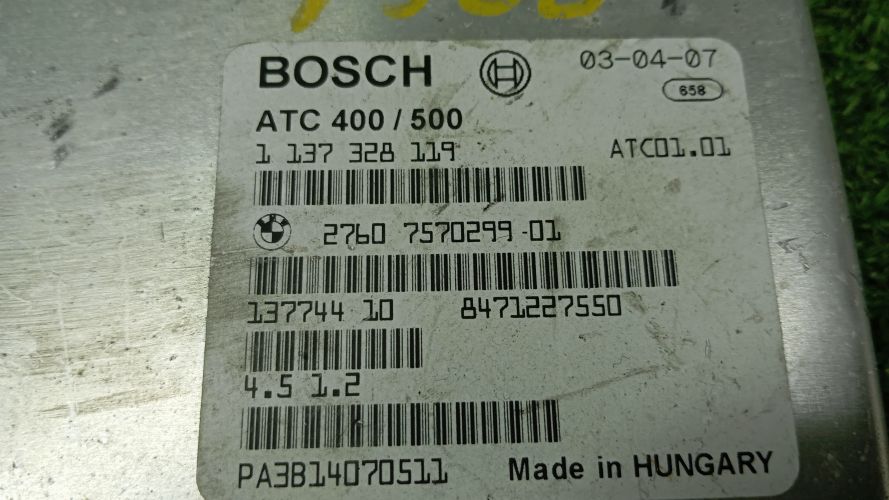 BOSCH 03-04-07
658
ATC 400 / 500
1 137 328 119 ATC01.01
2760 7570299-01
137744 10 8471227550
4.5 1.2
PA3B14070511 Made in HUNGARY